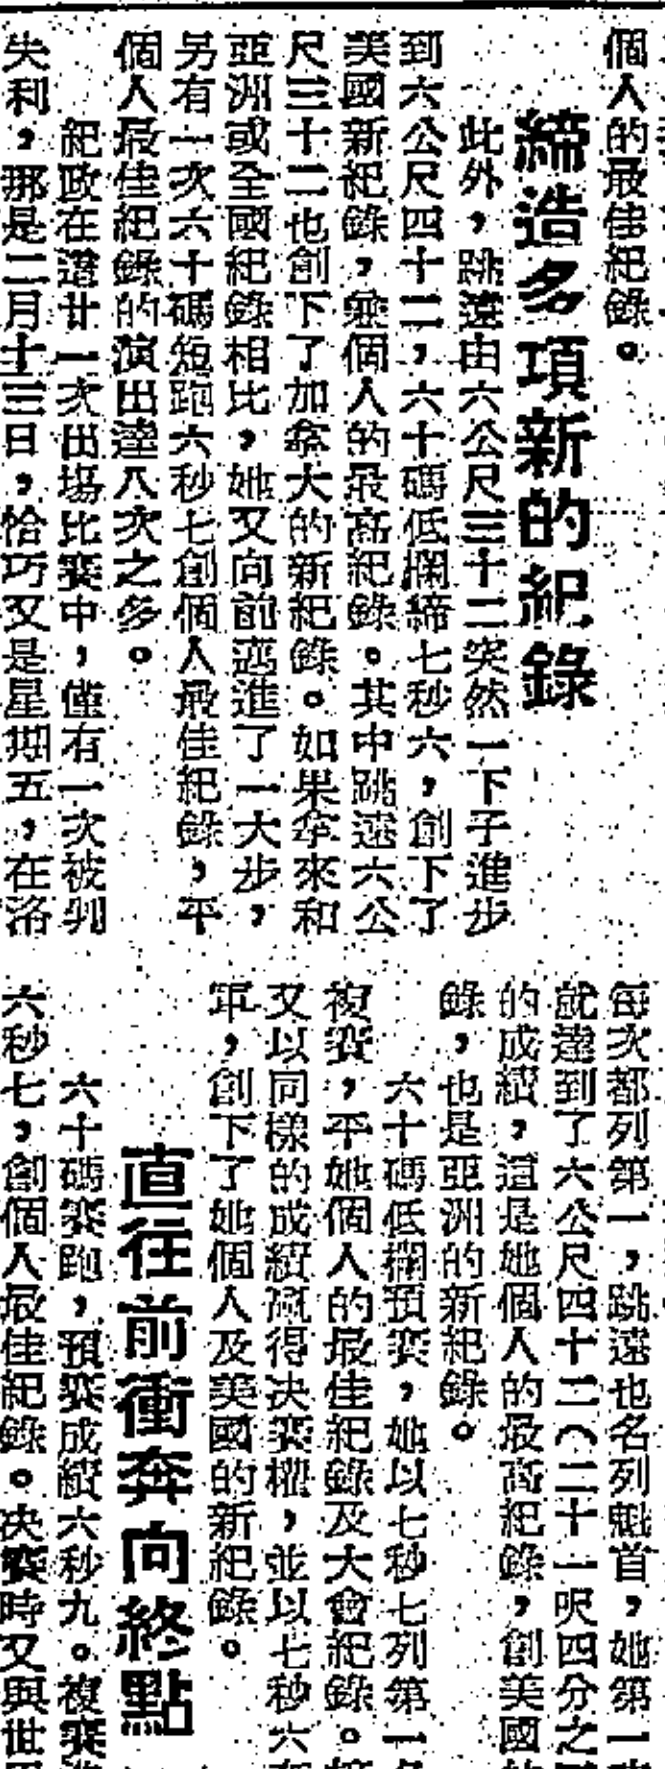 個人的最佳紀錄。
締造多項新的紀錄
此外，跳遠由六公尺三十二突然一下子進步
到六公尺四十二，六十碼低欄締七秒六，創下了
美國新紀錄，兼個人的最高紀錄。其中跳遠六公
尺三十二也創下了加拿大的新紀錄。如果拿來和
亞洲或全國紀錄相比，她又向前邁進了一大步，
另有一次六十碼短跑六秒七創個人最佳紀錄，平
個人最佳紀錄的演出達八次之多。
紀政在這廿一次出場比賽中，僅有一次被判
失利，那是二月十三日，恰巧又是星期五，在洛
每次都列第一，跳遠也名列魁首，她第一
就達到了六公尺四十二（二十一呎四分之
的成績，這是她個人的最高紀錄，創美國
錄，也是亞洲的新紀錄。
六十碼低欄預賽，她以七秒七列第一名
複賽，平她個人的最佳紀錄及大會紀錄。
又以同樣的成績贏得決賽權，並以七秒六
軍，創下了她個人及美國的新紀錄。
直往前衝奔向終點
六十碼賽跑，預賽成績六秒九。複賽
六秒七，創個人最佳紀錄。決賽時又與世